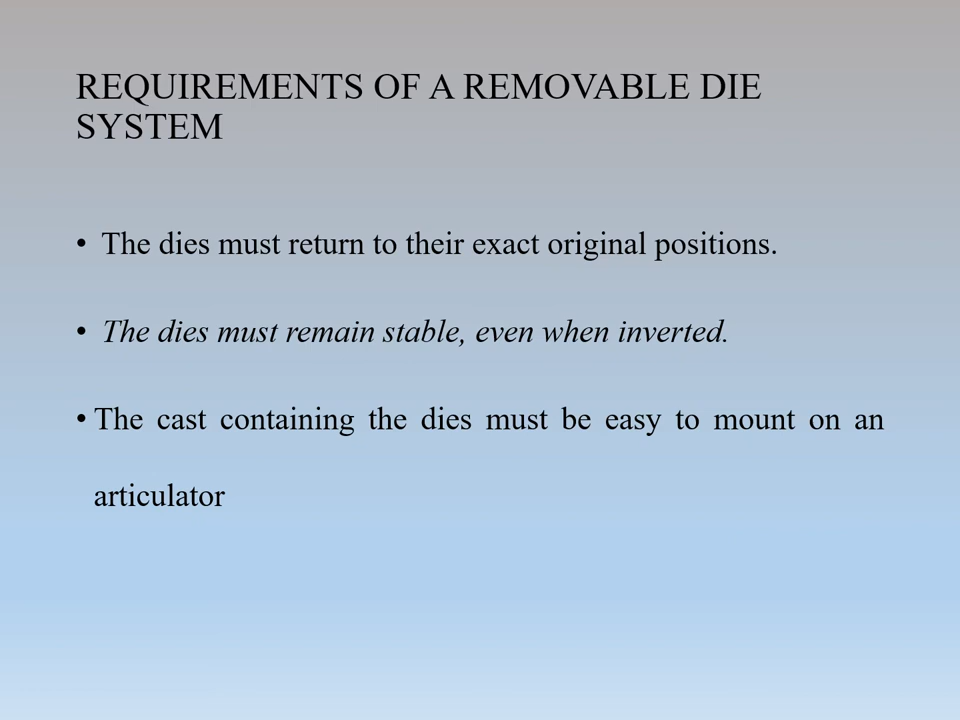 REQUIREMENTS OF A REMOVABLE DIE
SYSTEM
• The dies must return to their exact original positions.
• The dies must remain stable, even when inverted.
• The cast containing the dies must be easy to mount on an
articulator